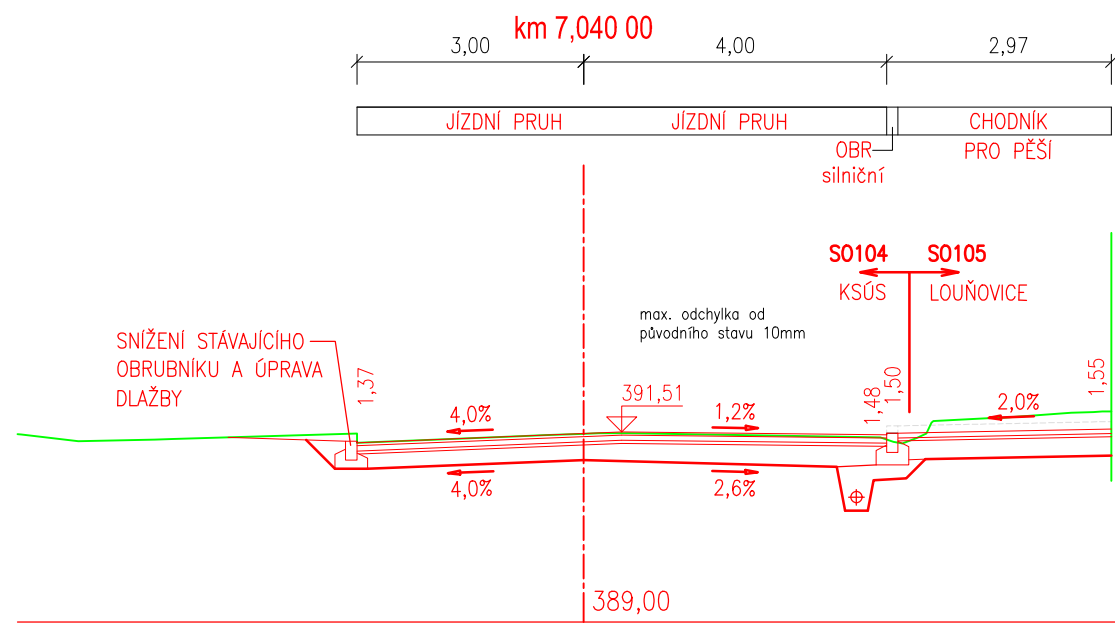 km 7,040 00
3,00
4,00
2,97
JÍZDNÍ PRUH
JÍZDNÍ PRUH
CHODNÍK
PRO PĚŠÍ
OBR
silniční
SO104
SO105
KSÚS
LOUŇOVICE
max. odchylka od
původního stavu 10mm
SNÍŽENÍ STÁVAJÍCÍHO
OBRUBNÍKU A ÚPRAVA
DLAŽBY
1,37
391,51
1,48
1,50
1,55
4,0%
1,2%
2,0%
4,0%
2,6%
389,00